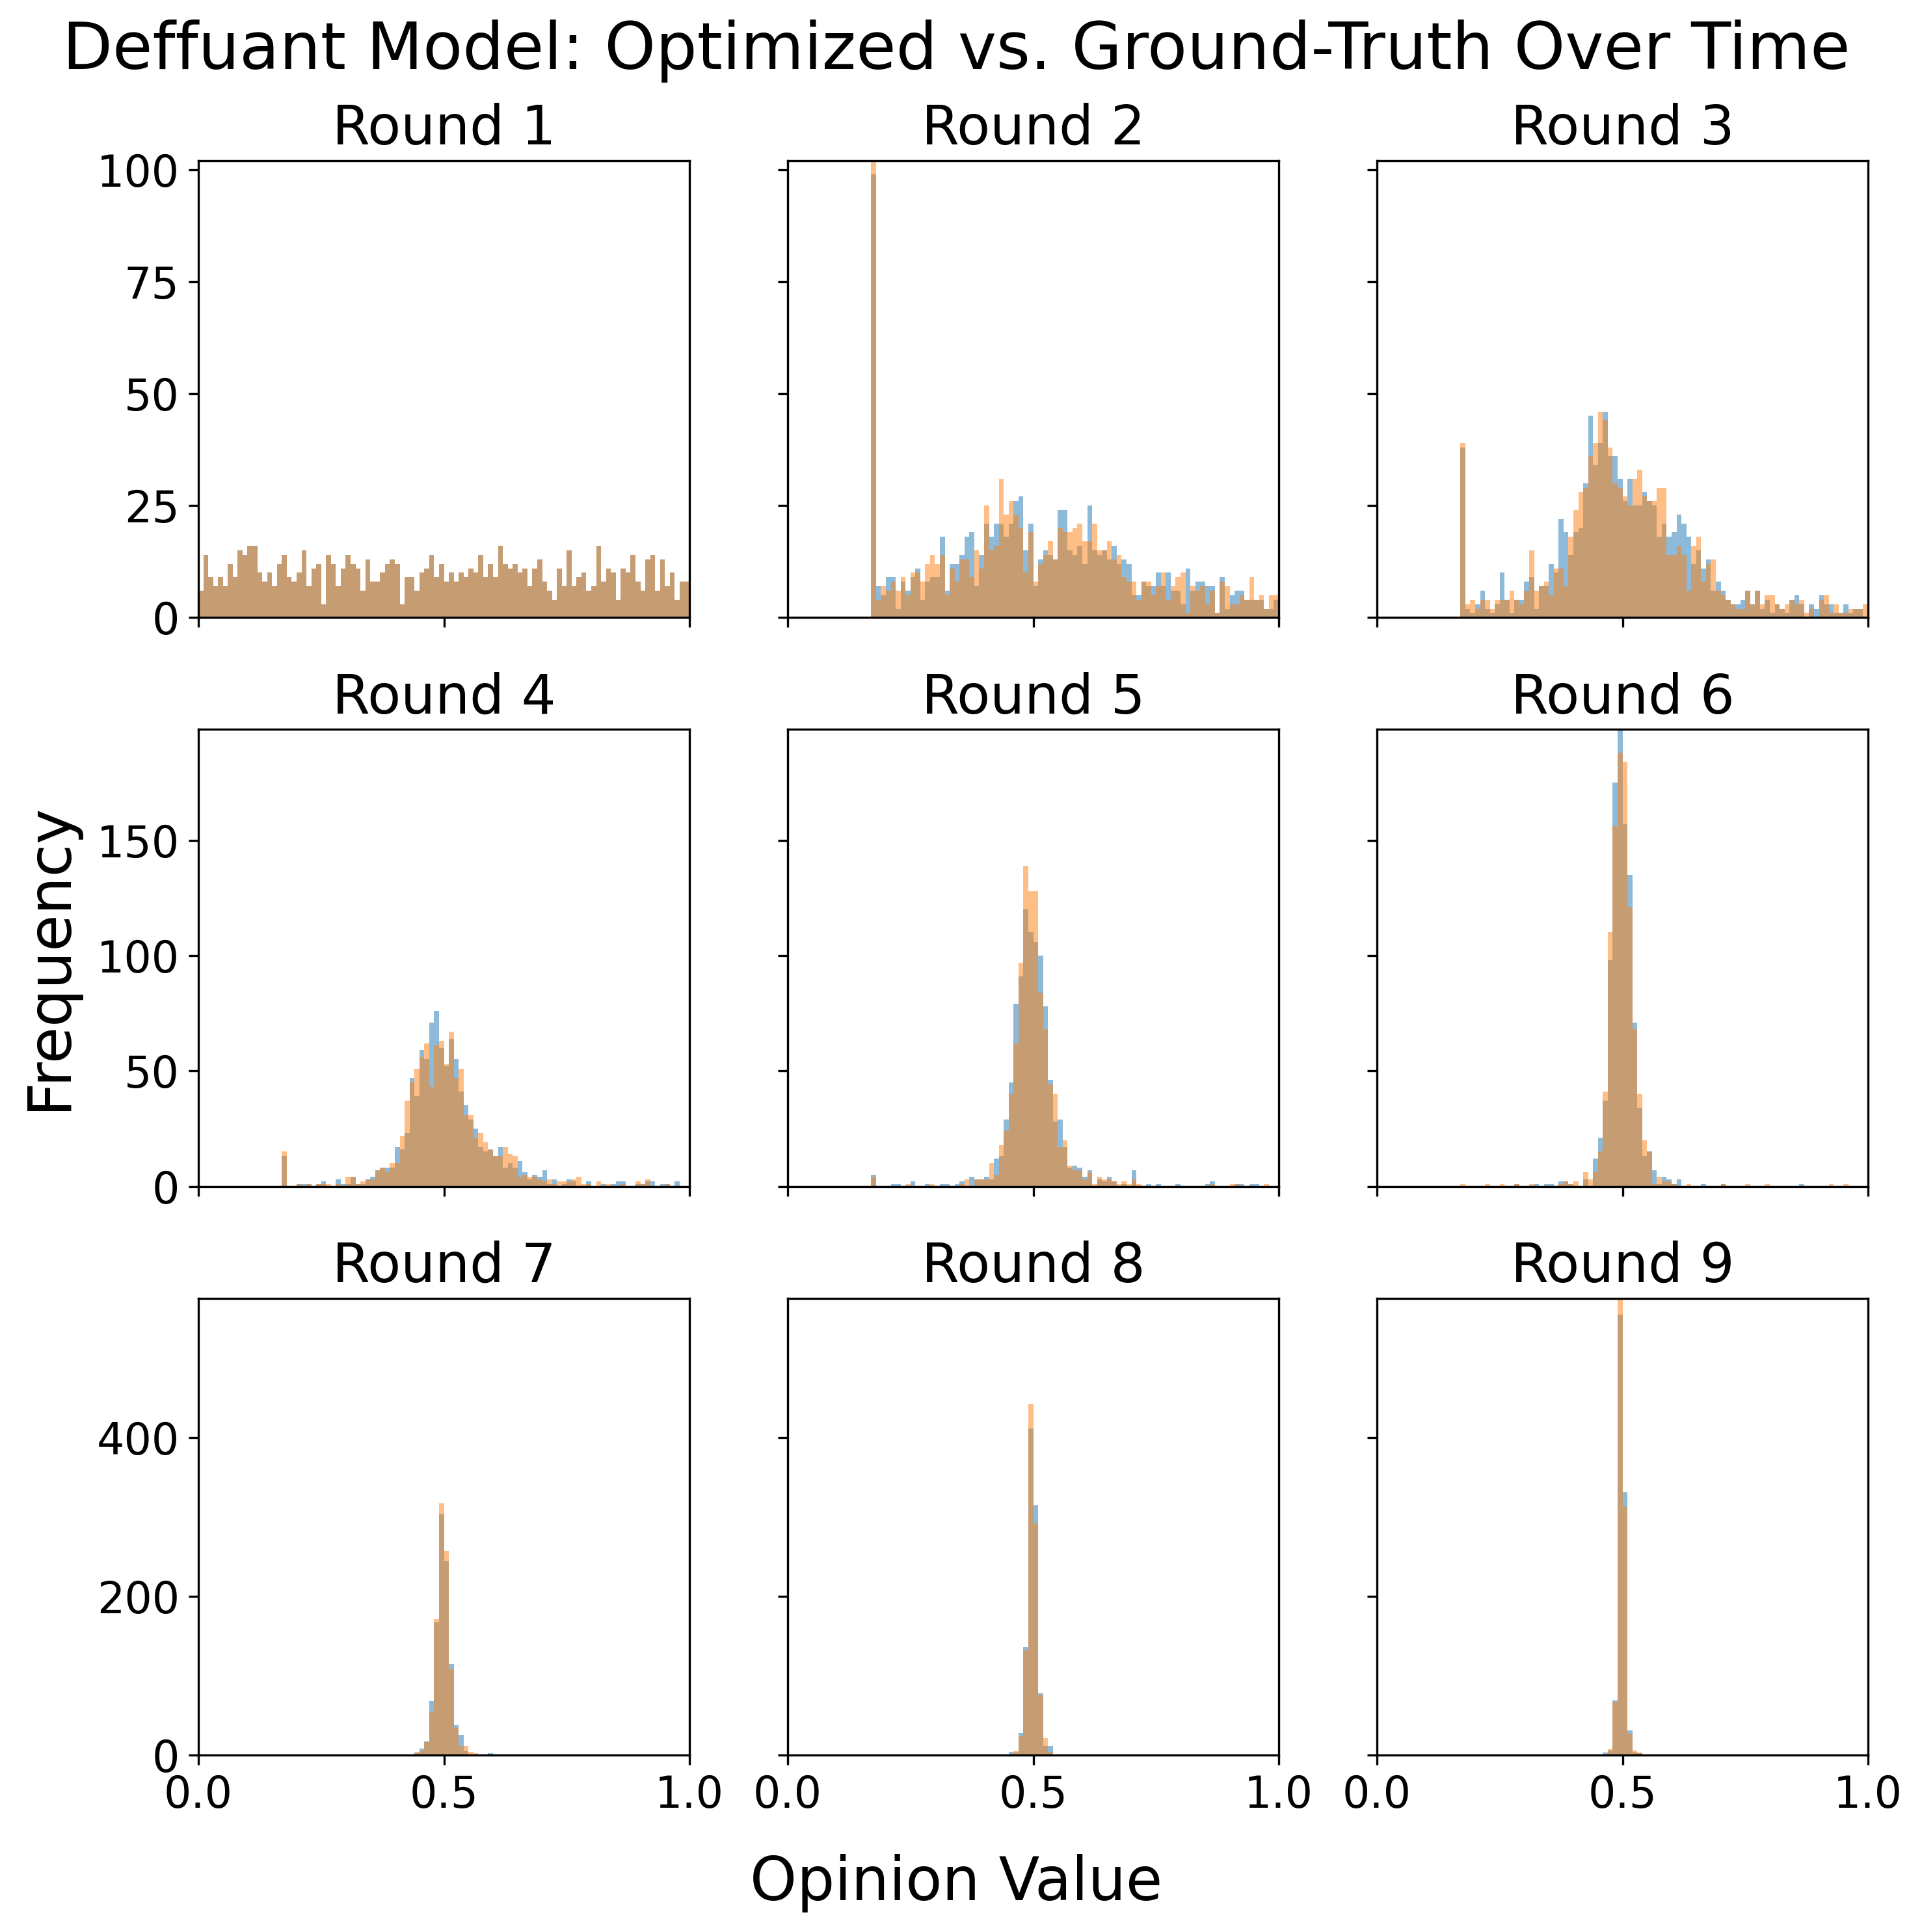 Deffuant Model: Optimized vs. Ground-Truth Over Time
Round 1
Round 2
Round 3
100
75
50
25
0
Round 4
Round 5
Round 6
150
100
50
0
Frequency
Round 7
Round 8
Round 9
400
200
0
0.0 0.5 1.0 0.0 0.5 1.0 0.0 0.5 1.0
Opinion Value